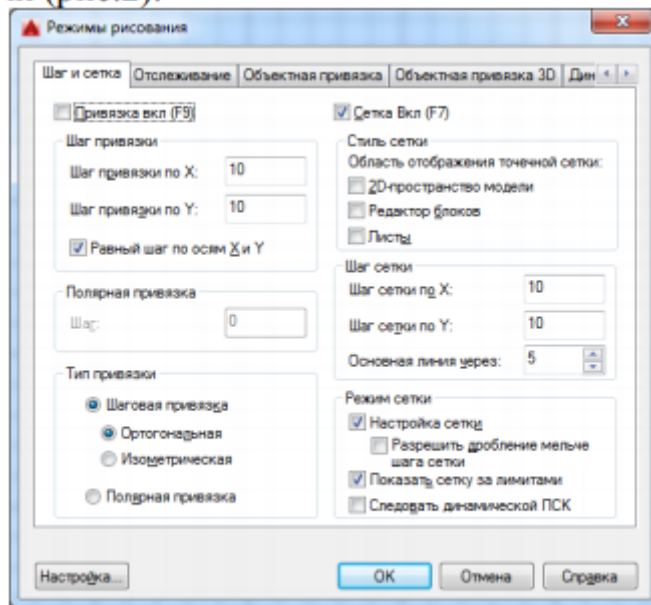 (рис.2).
Режимы рисования
Шаг и сетка Отслеживание Объектная привязка Объектная привязка 3D Дин
Привязка вкл (F9)
Шаг привязки
Шаг привязки по X: 10
Шаг привязки по Y: 10
Равный шаг по осям X и Y
Полярная привязка
Шаг: 0
Тип привязки
Шаговая привязка
Ортогональная
Изометрическая
Полярная привязка
Сетка Вкл (F7)
Стиль сетки
Область отображения точечной сетки:
2D-пространство модели
Редактор блоков
Листы
Шаг сетки
Шаг сетки по X: 10
Шаг сетки по Y: 10
Основная линия через: 5
Режим сетки
Настройка сетки
Разрешить дробление мельче
шага сетки
Показать сетку за лимитами
Следовать динамической ПСК
Настройка... OK Отмена Справка